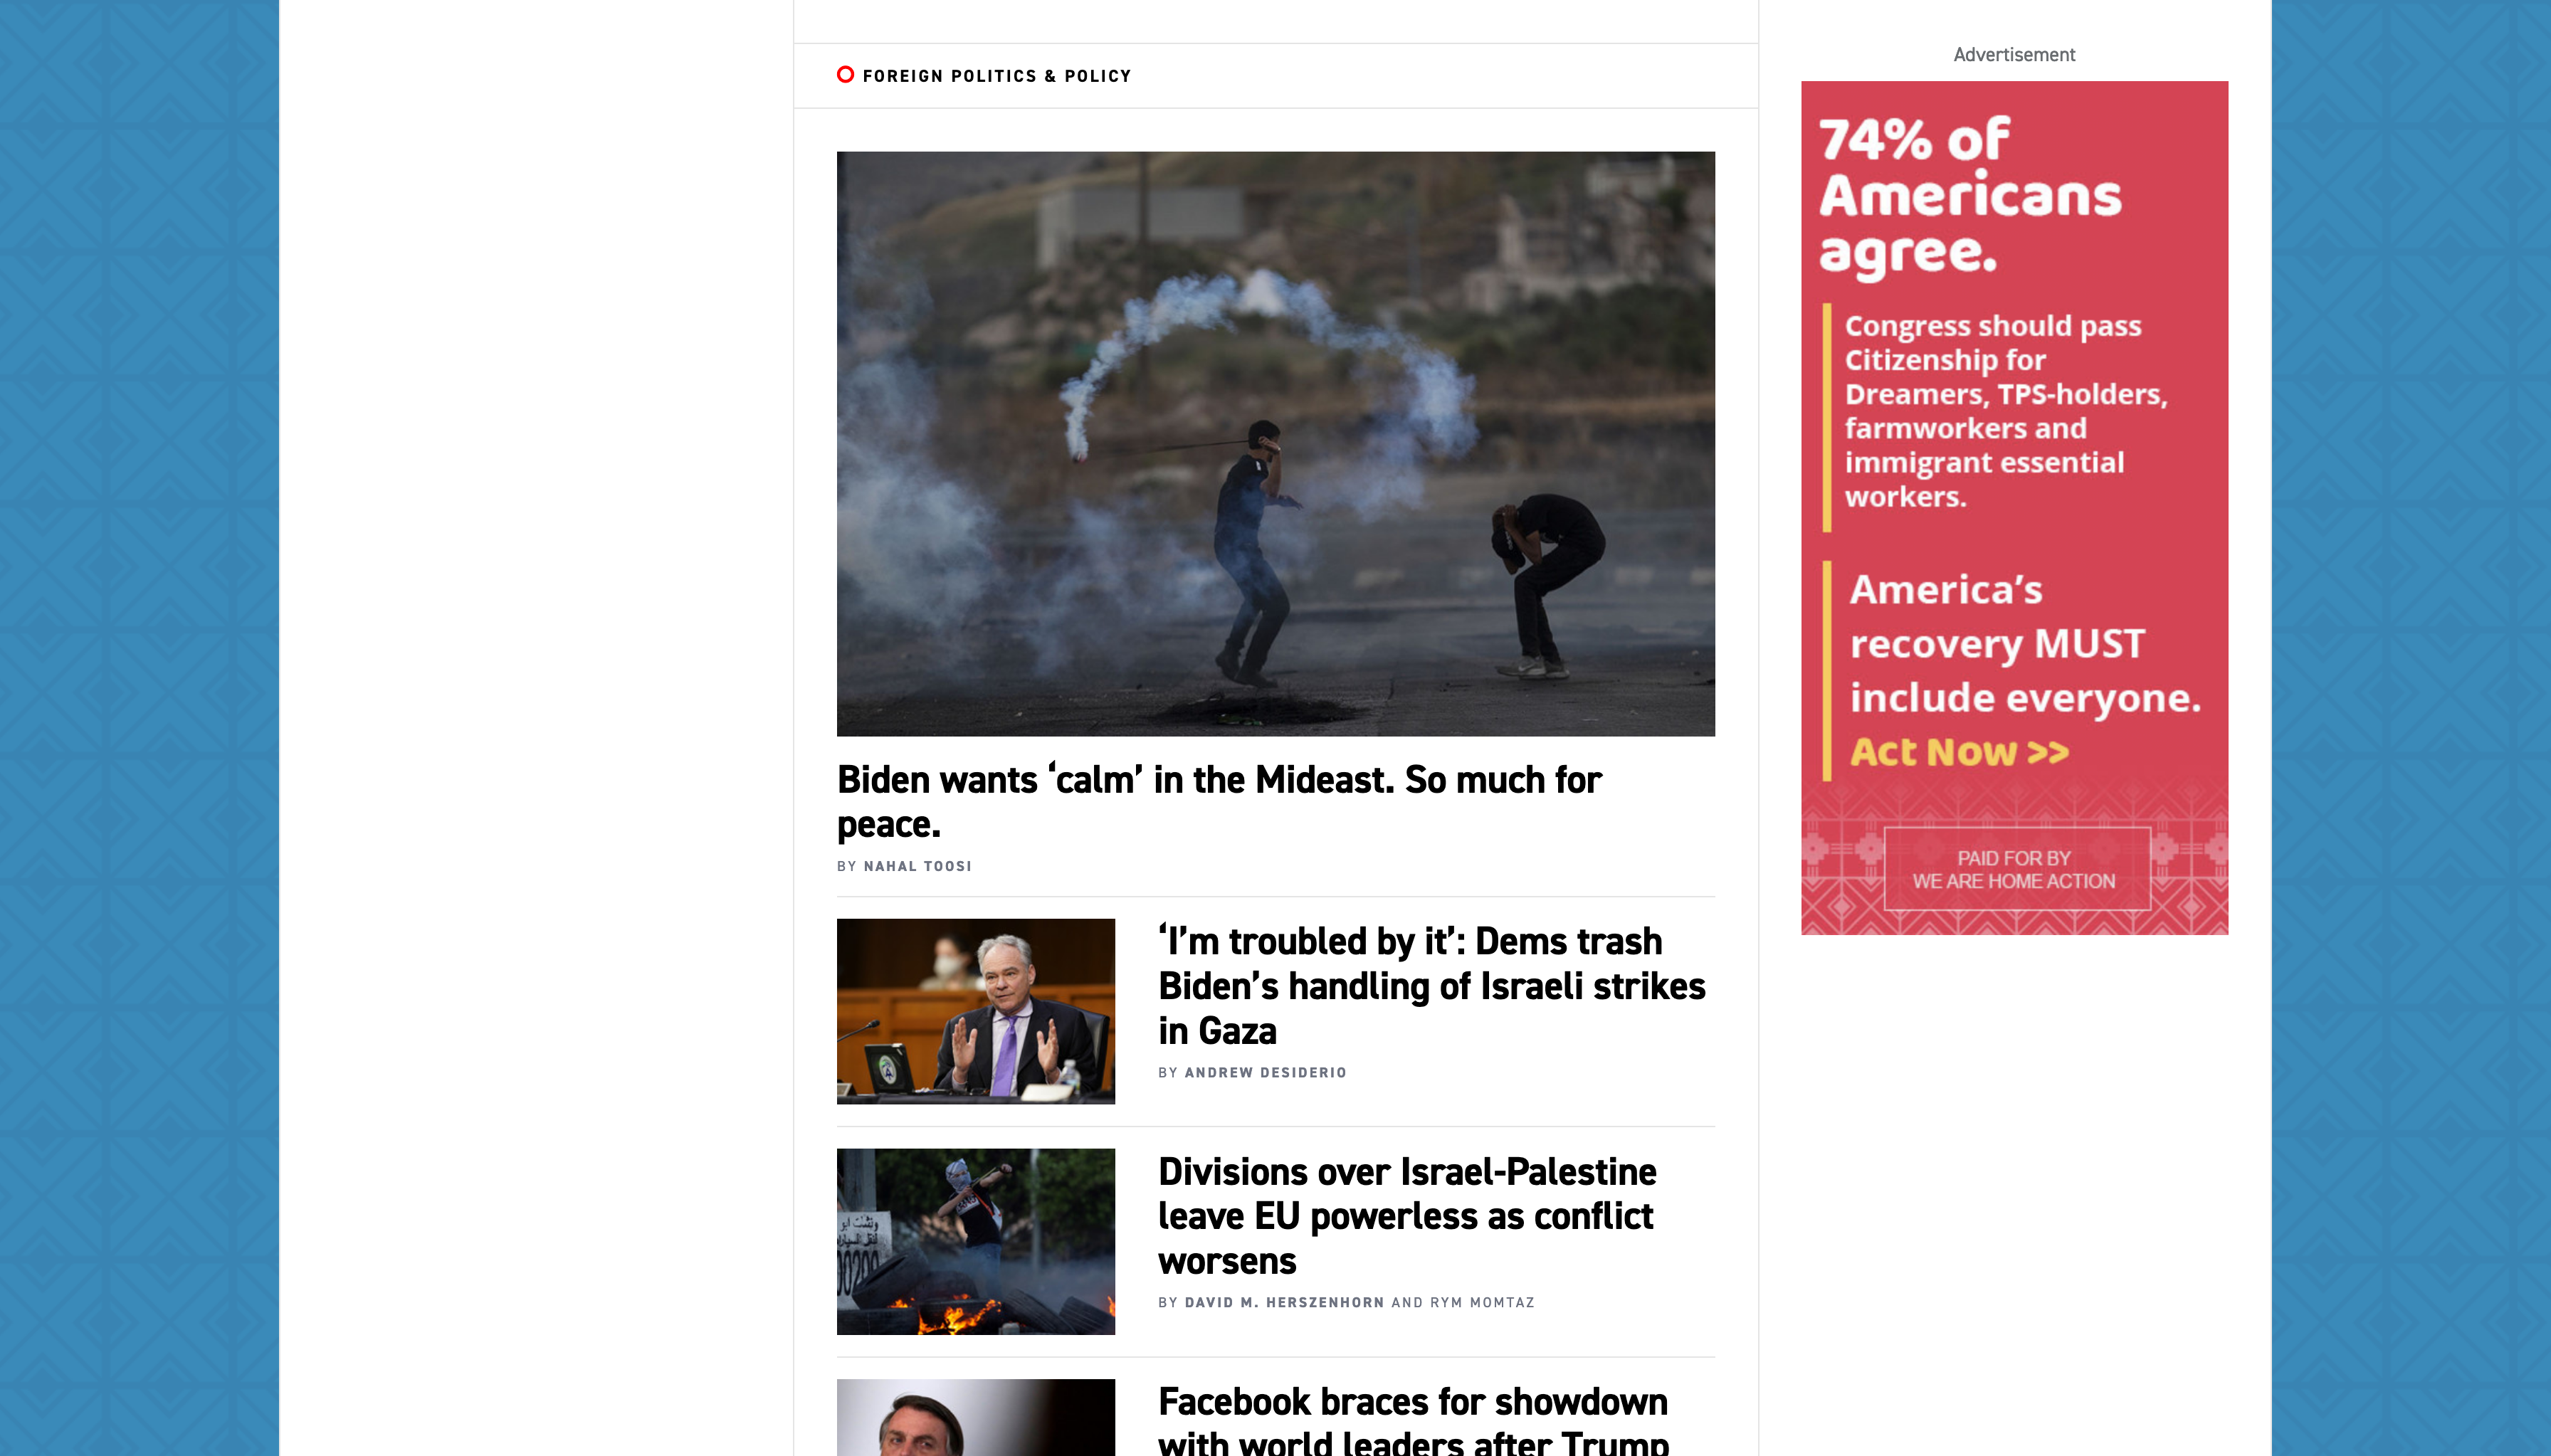 FOREIGN POLITICS & POLICY
Biden wants ‘calm’ in the Mideast. So much for
peace.
BY NAHAL TOOSI
‘I’m troubled by it’: Dems trash
Biden’s handling of Israeli strikes
in Gaza
BY ANDREW DESIDERIO
Divisions over Israel-Palestine
leave EU powerless as conflict
worsens
BY DAVID M. HERSZENHORN AND RYM MOMTAZ
Facebook braces for showdown
with world leaders after Trump
Advertisement
74% of
Americans
agree.
Congress should pass
Citizenship for
Dreamers, TPS-holders,
farmworkers and
immigrant essential
workers.
America’s
recovery MUST
include everyone.
Act Now >>
PAID FOR BY
WE ARE HOME ACTION